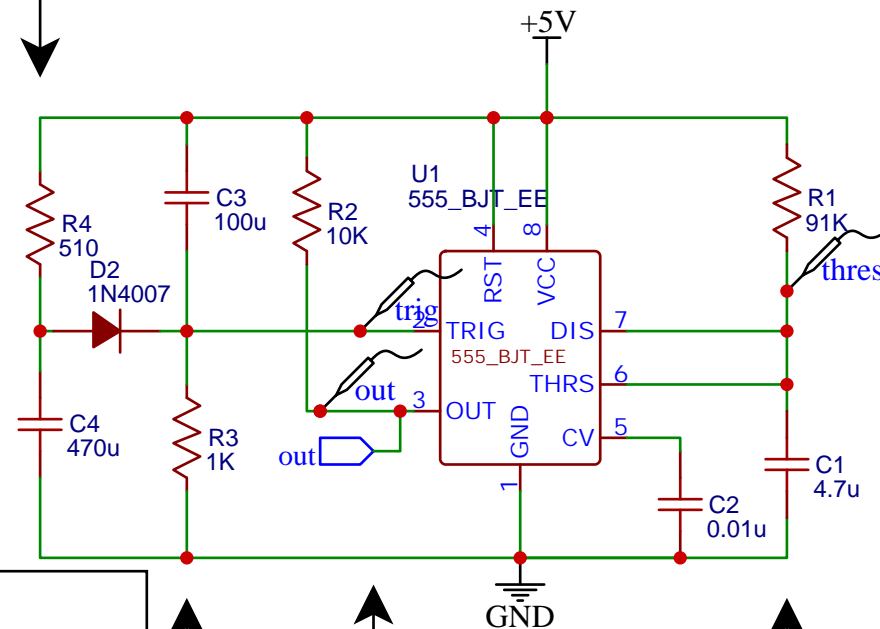 +5V
U1
555_BJT_EE
R4
510
C3
100u
R2
10K
R1
91K
D2
1N4007
4
8
RST
VCC
trig
thres
2
TRIG
DIS
7
555_BJT_EE
THRS
6
out
3
OUT
GND
CV
5
out
1
C4
470u
R3
1K
C2
0.01u
C1
4.7u
GND